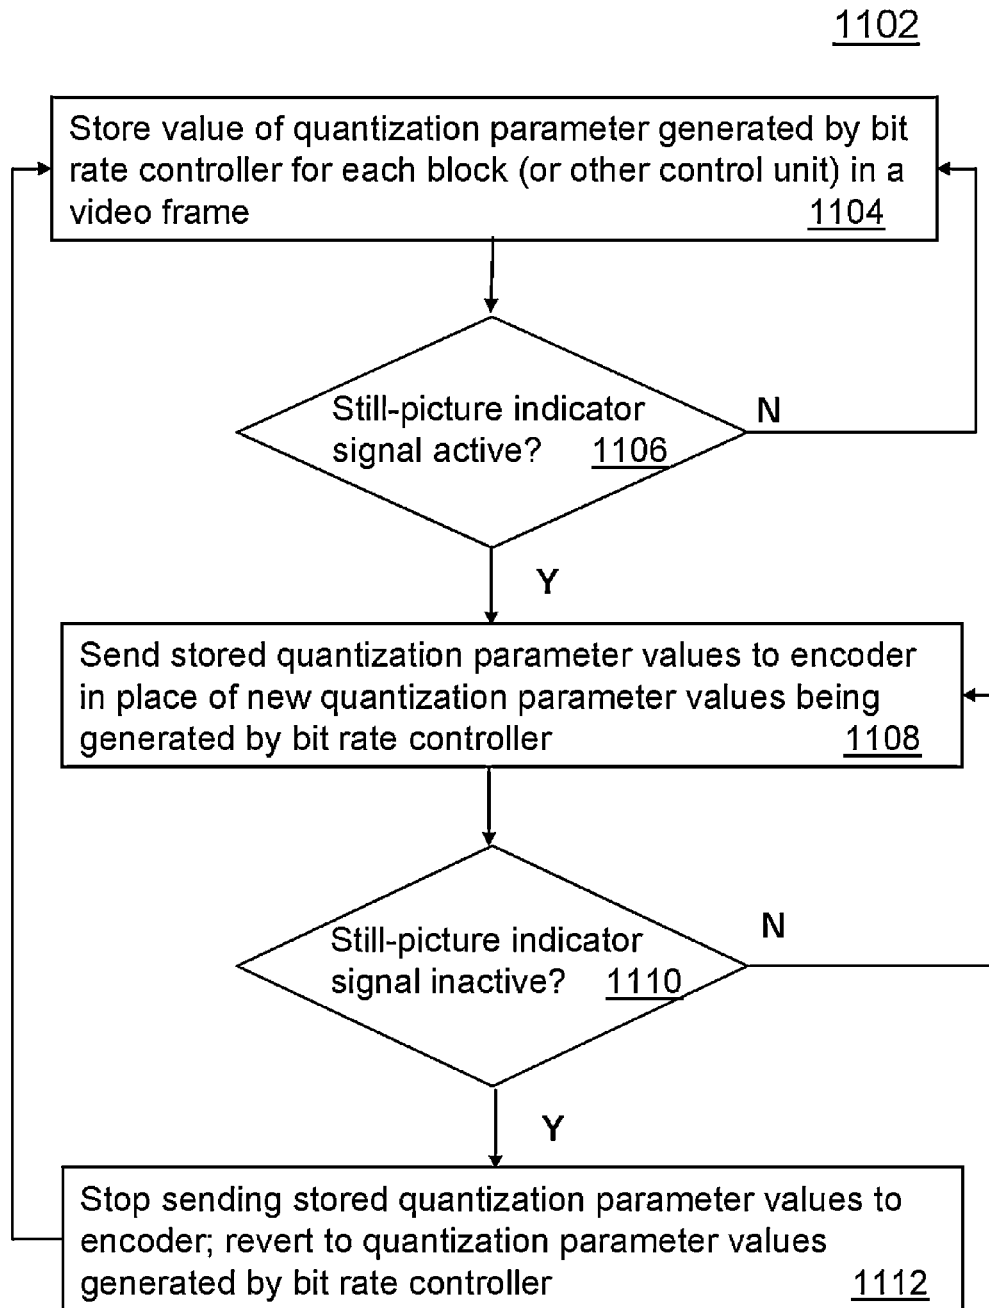 1102
Store value of quantization parameter generated by bit
rate controller for each block (or other control unit) in a
video frame 1104
Still-picture indicator
signal active? 1106
N
Y
Send stored quantization parameter values to encoder
in place of new quantization parameter values being
generated by bit rate controller 1108
Still-picture indicator
signal inactive? 1110
N
Y
Stop sending stored quantization parameter values to
encoder; revert to quantization parameter values
generated by bit rate controller 1112